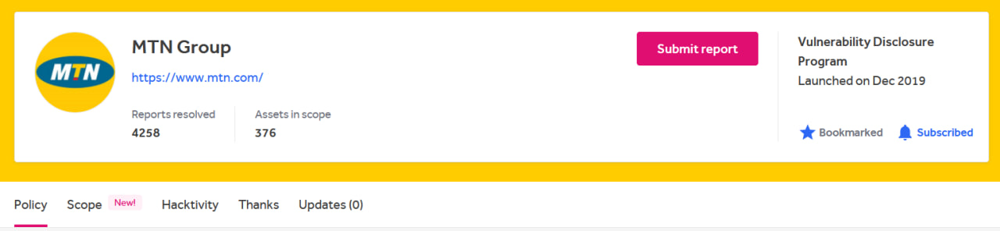 MTN
MTN Group
https://www.mtn.com/
Reports resolved
4258
Assets in scope
376
Submit report
Vulnerability Disclosure
Program
Launched on Dec 2019
Bookmarked
Subscribed
Policy
Scope
New!
Hacktivity
Thanks
Updates (0)